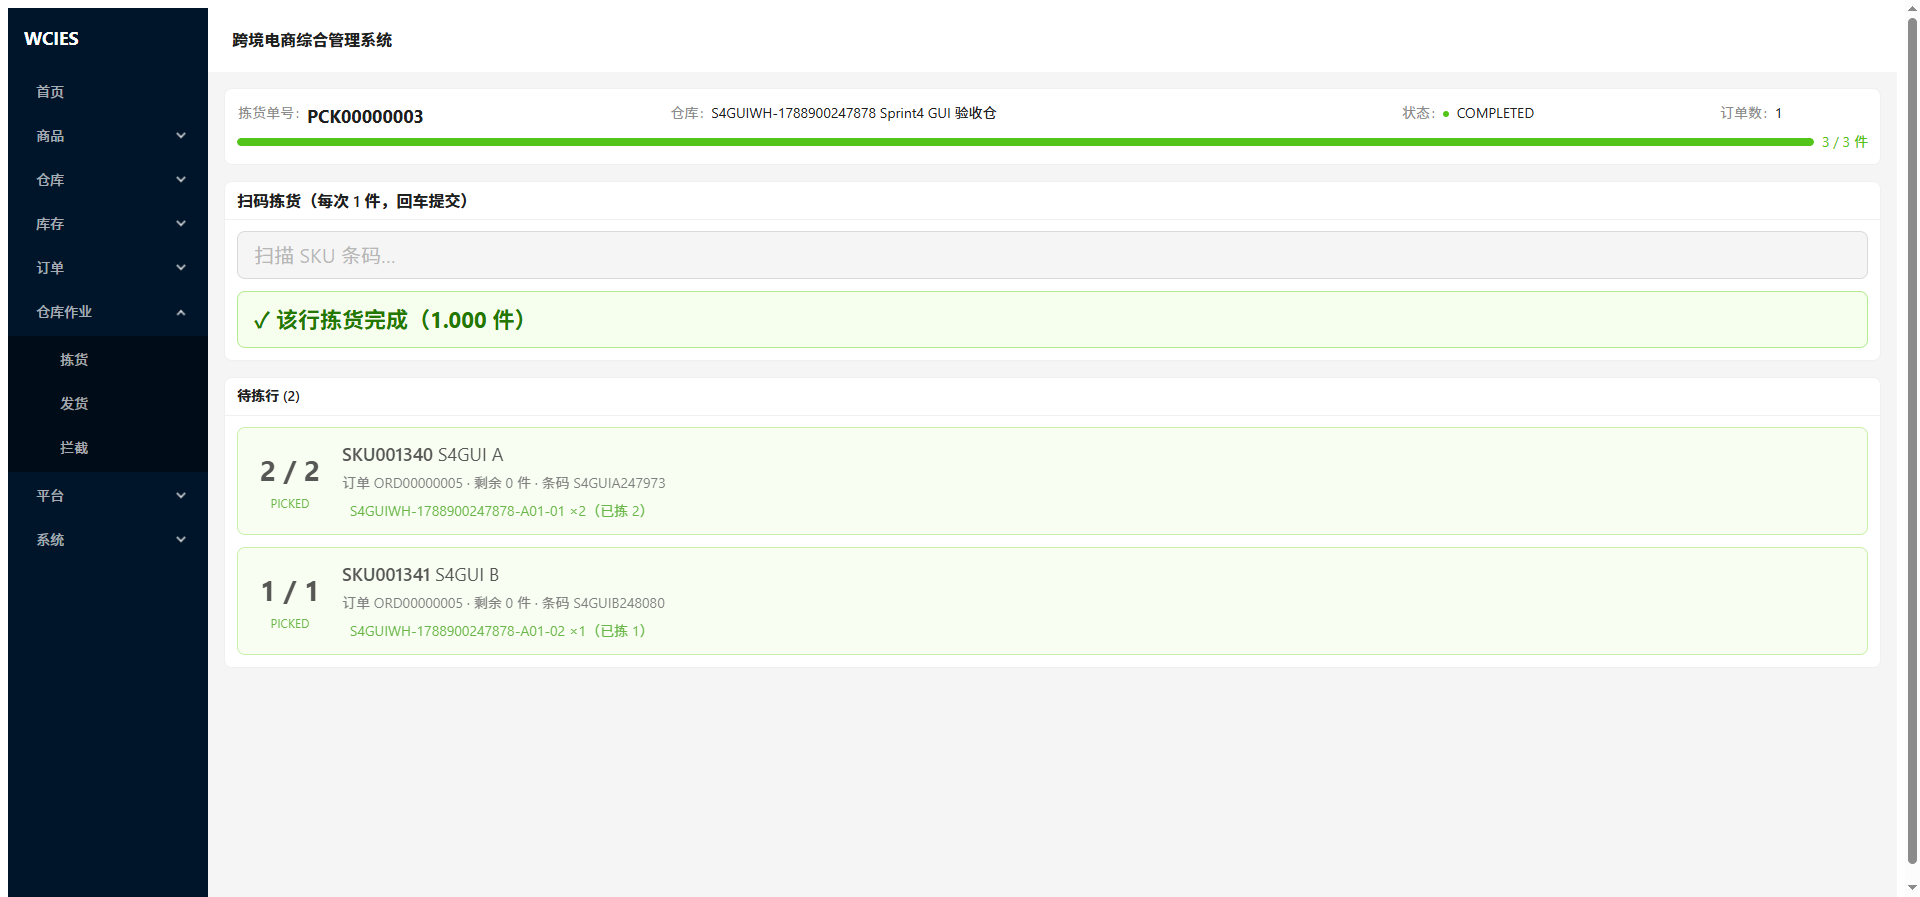 WCIES
首页
商品
仓库
库存
订单
仓库作业
拣货
发货
拦截
平台
系统
跨境电商综合管理系统
拣货单号： PCK00000003
仓库： S4GUIWH-1788900247878 Sprint4 GUI 验收仓
状态： COMPLETED
订单数： 1
3 / 3 件
扫码拣货（每次 1 件，回车提交）
扫描 SKU 条码...
✓ 该行拣货完成（1.000 件）
待拣行 (2)
2 / 2
PICKED
SKU001340 S4GUI A
订单 ORD00000005 · 剩余 0 件 · 条码 S4GUIA247973
S4GUIWH-1788900247878-A01-01 ×2（已拣 2）
1 / 1
PICKED
SKU001341 S4GUI B
订单 ORD00000005 · 剩余 0 件 · 条码 S4GUIB248080
S4GUIWH-1788900247878-A01-02 ×1（已拣 1）